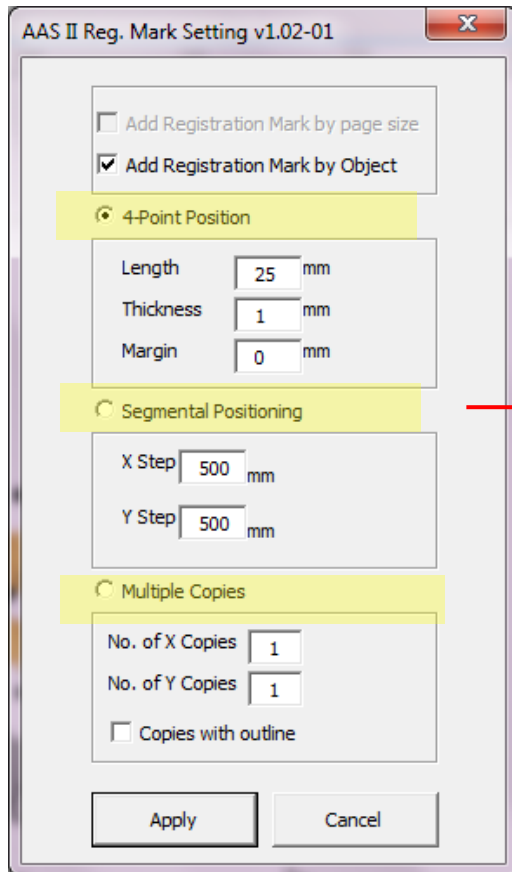 AAS II Reg. Mark Setting v1.02-01
Add Registration Mark by page size
Add Registration Mark by Object
4-Point Position
Length 25 mm
Thickness 1 mm
Margin 0 mm
Segmental Positioning
X Step 500 mm
Y Step 500 mm
Multiple Copies
No. of X Copies 1
No. of Y Copies 1
Copies with outline
Apply Cancel